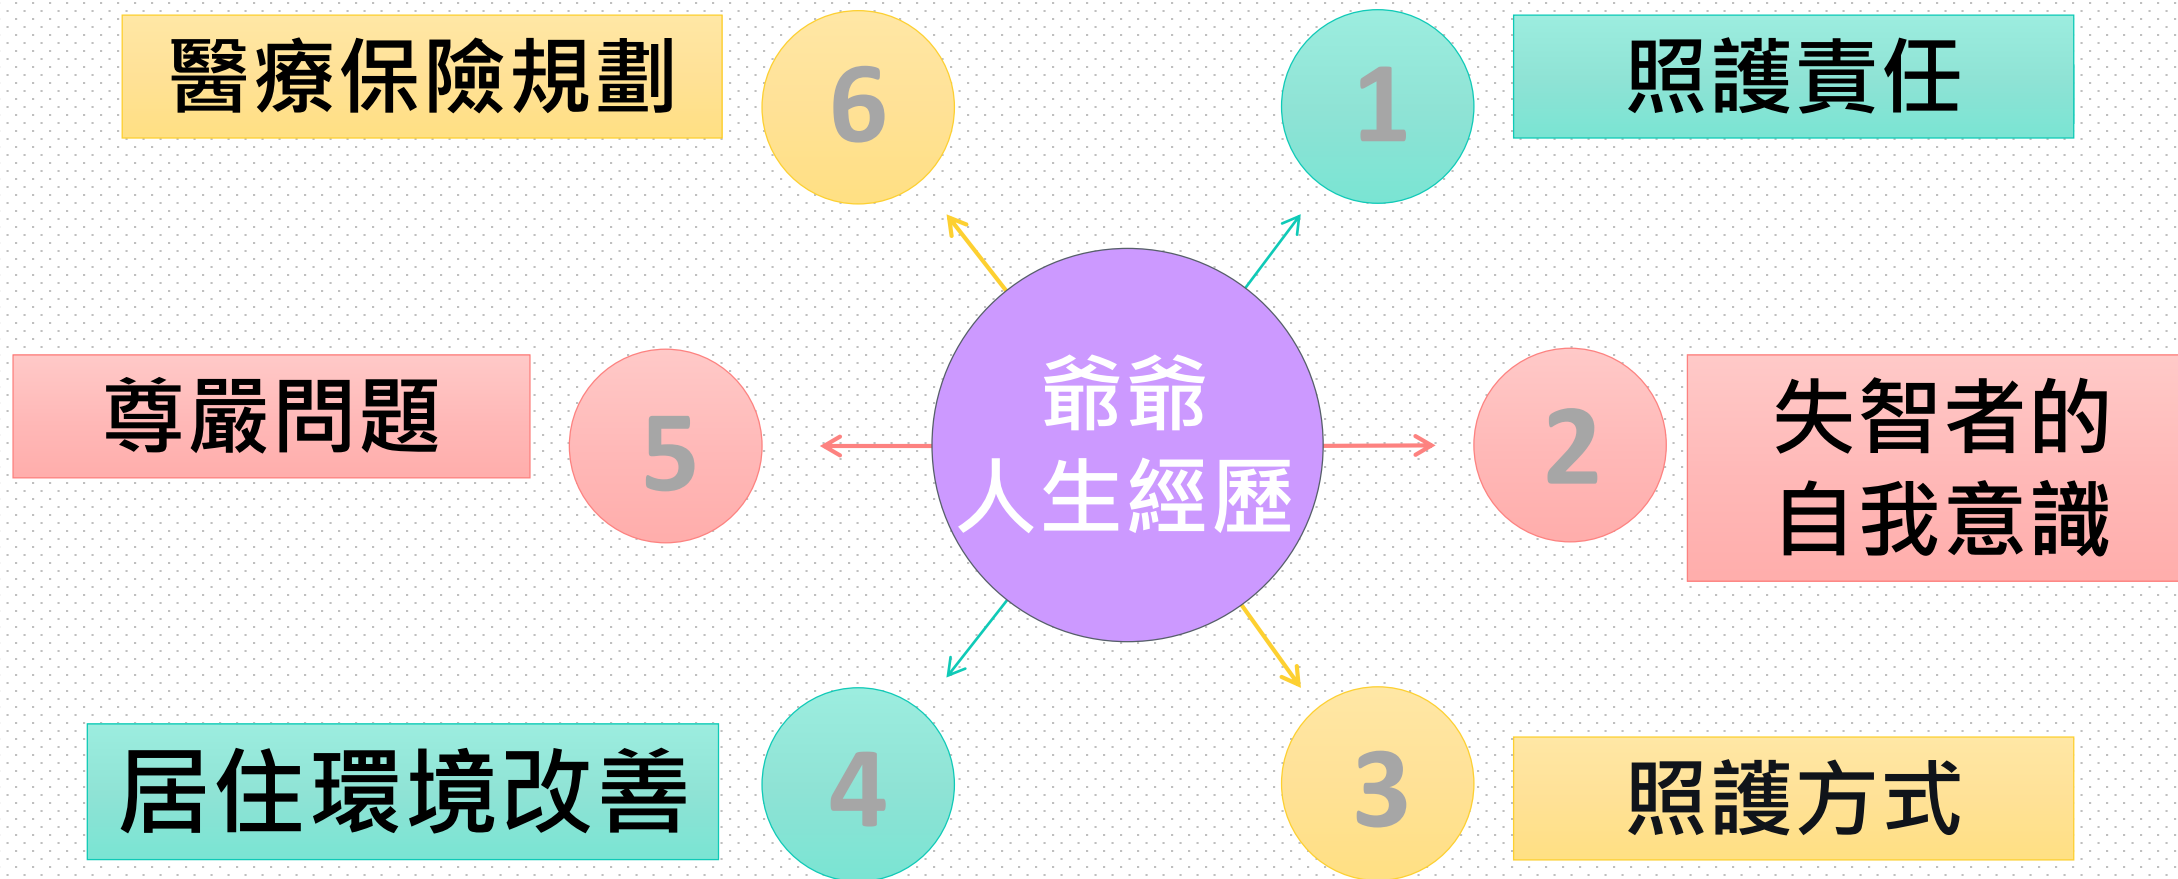 醫療保險規劃
6
1
照護責任
爺爺
人生經歷
尊嚴問題
5
2
失智者的
自我意識
居住環境改善
4
3
照護方式